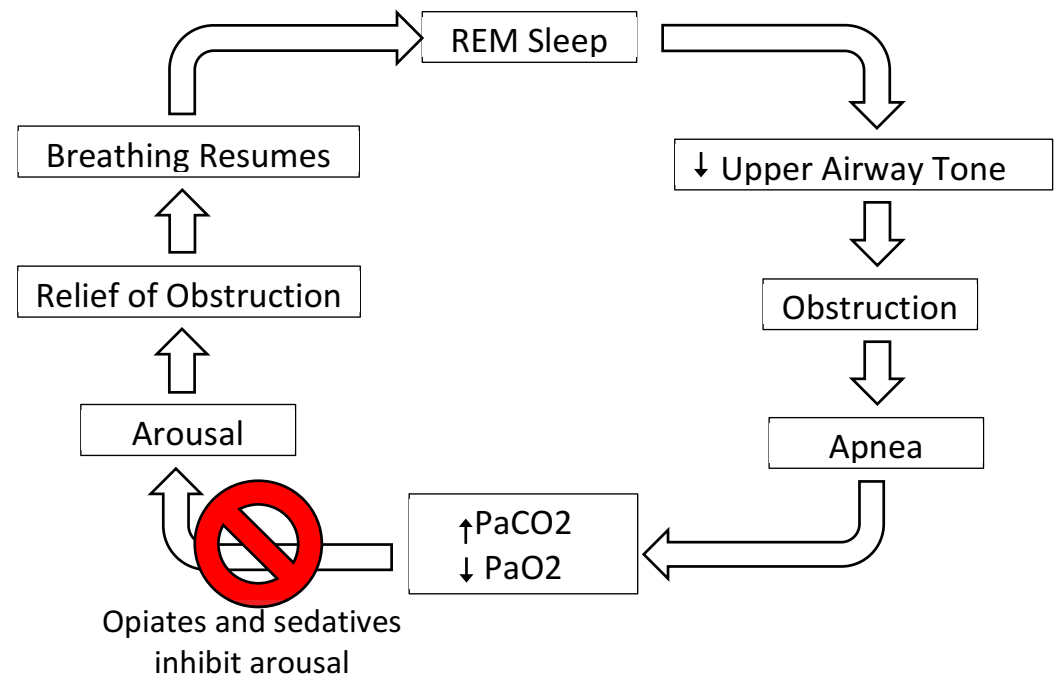 REM Sleep
↓ Upper Airway Tone
Obstruction
Apnea
↑PaCO2
↓ PaO2
Opiates and sedatives
inhibit arousal
Arousal
Relief of Obstruction
Breathing Resumes